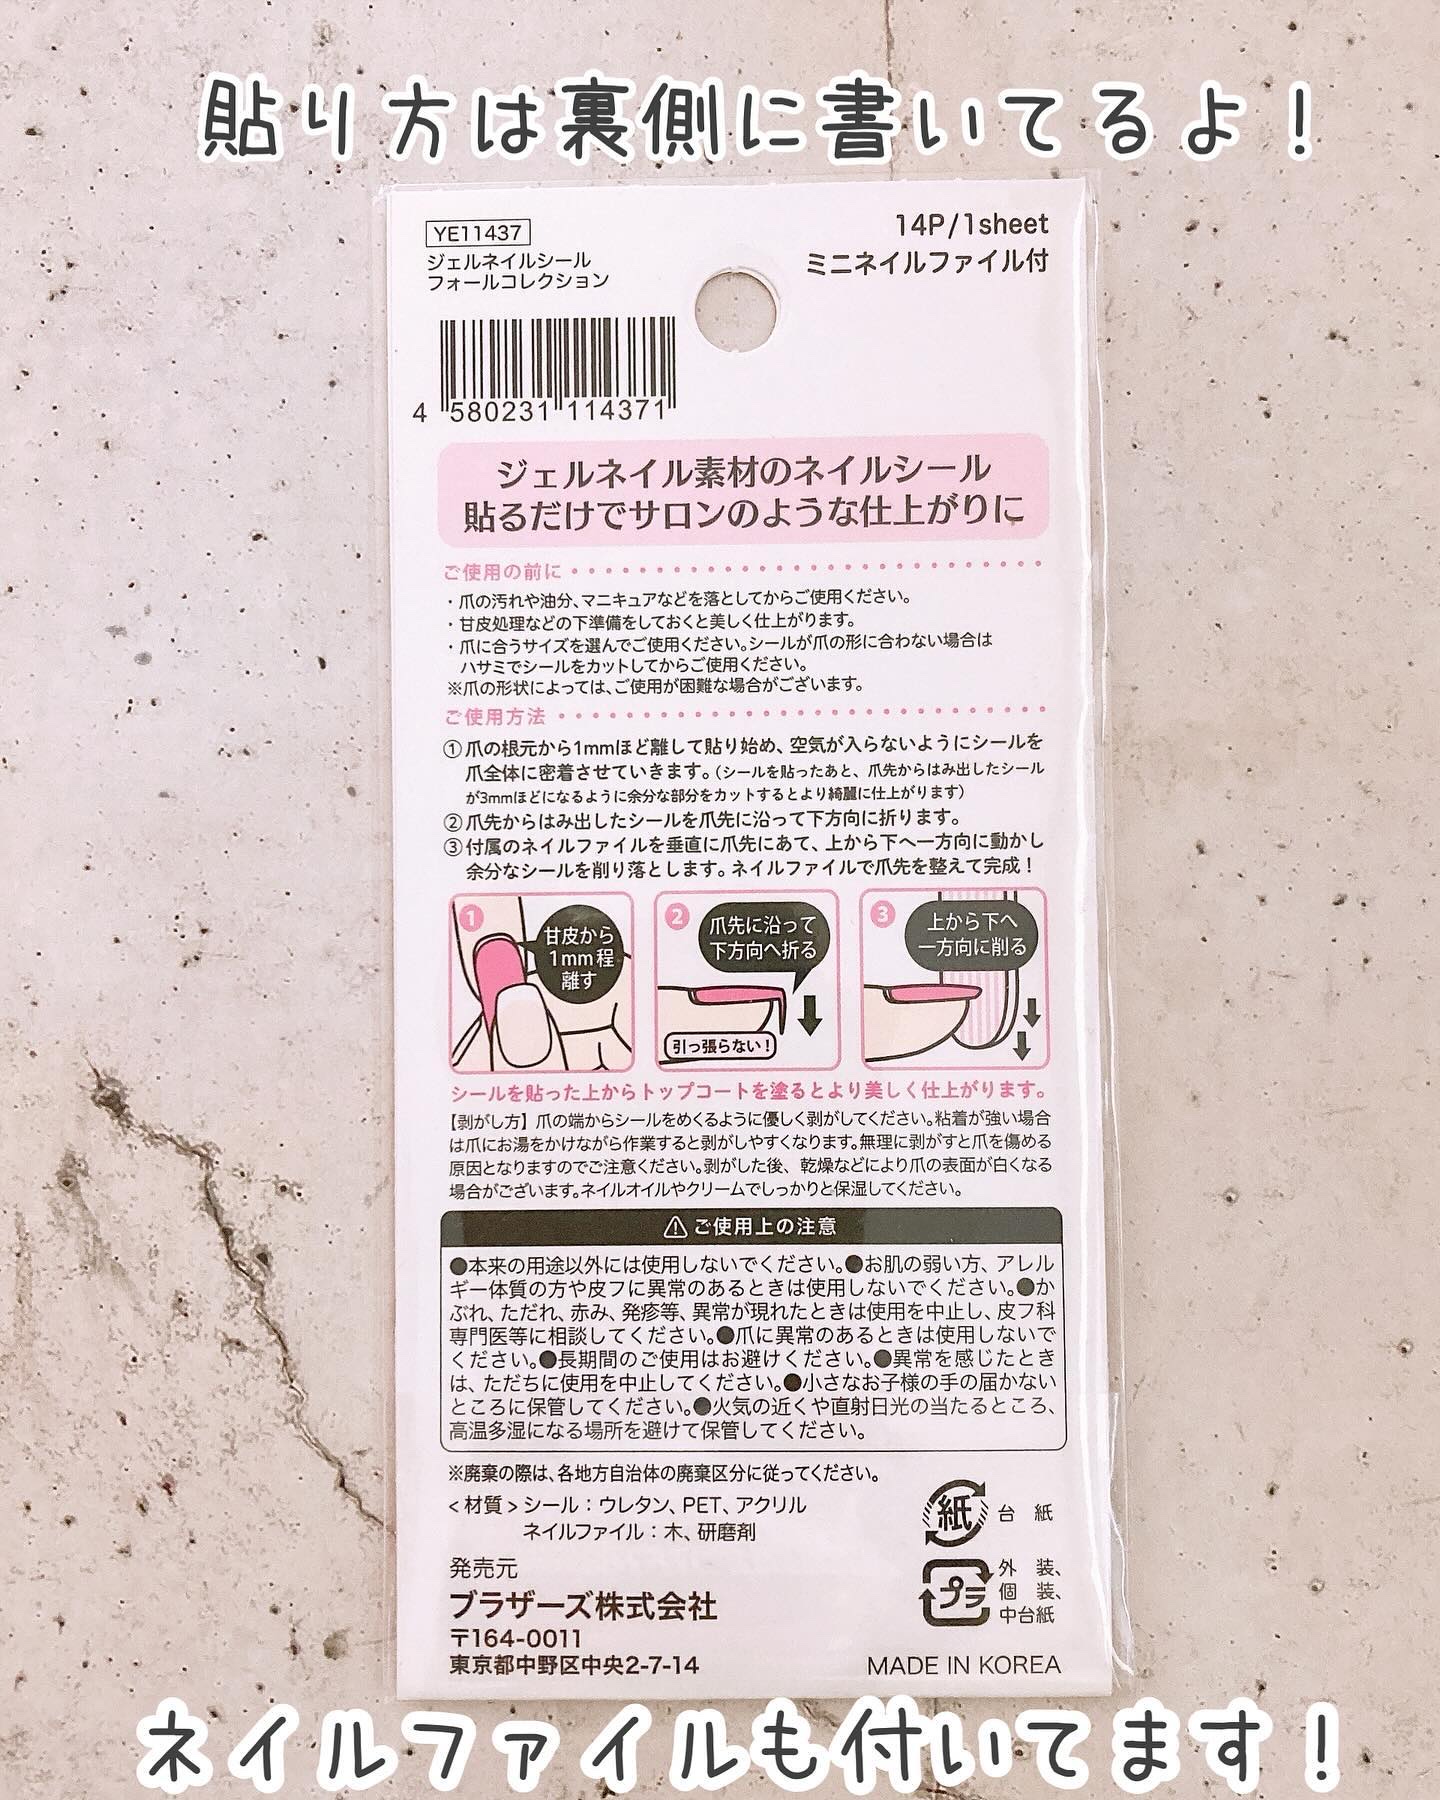 貼り方は裏側に書いてるよ！
YE11437
ジェルネイルシール
フォールコレクション
14P/1sheet
ミニネイルファイル付
4 580231 114371
ジェルネイル素材のネイルシール
貼るだけでサロンのような仕上がりに
ご使用の前に
・爪の汚れや油分、マニキュアなどを落としてからご使用ください。
・甘皮処理などの下準備をしておくと美しく仕上がります。
・爪に合うサイズを選んでご使用ください。シールが爪の形に合わない場合は
ハサミでシールをカットしてからご使用ください。
※爪の形状によっては、ご使用が困難な場合がございます。
ご使用方法
①爪の根元から1mmほど離して貼り始め、空気が入らないようにシールを
爪全体に密着させていきます。(シールを貼ったあと、爪先からはみ出したシール
が3mmほどになるように余分な部分をカットするとより綺麗に仕上がります)
②爪先からはみ出したシールを爪先に沿って下方向に折ります。
③付属のネイルファイルを垂直に爪先にあて、上から下へ一方向に動かし
余分なシールを削り落とします。ネイルファイルで爪先を整えて完成！
1
甘皮から
1mm程
離す
2
爪先に沿って
下方向へ折る
引っ張らない！
3
上から下へ
一方向に削る
シールを貼った上からトップコートを塗るとより美しく仕上がります。
【剥がし方】爪の端からシールをめくるように優しく剥がしてください。粘着が強い場合
は爪にお湯をかけながら作業すると剥がしやすくなります。無理に剥がすと爪を傷める
原因となりますのでご注意ください。剥がした後、乾燥などにより爪の表面が白くなる
場合がございます。ネイルオイルやクリームでしっかりと保湿してください。
⚠ご使用上の注意
●本来の用途以外には使用しないでください。●お肌の弱い方、アレル
ギー体質の方や皮フに異常のあるときは使用しないでください。●か
ぶれ、ただれ、赤み、発疹等、異常が現れたときは使用を中止し、皮フ科
専門医等に相談してください。●爪に異常のあるときは使用しないで
ください。●長期間のご使用はお避けください。●異常を感じたとき
は、ただちに使用を中止してください。●小さなお子様の手の届かない
ところに保管してください。●火気の近くや直射日光の当たるところ、
高温多湿になる場所を避けて保管してください。
※廃棄の際は、各地方自治体の廃棄区分に従ってください。
<材質>シール：ウレタン、PET、アクリル
ネイルファイル：木、研磨剤
発売元
ブラザーズ株式会社
〒164-0011
東京都中野区中央2-7-14
紙 台紙
プラ 外装、
個装、
中台紙
MADE IN KOREA
ネイルファイルも付いてます！